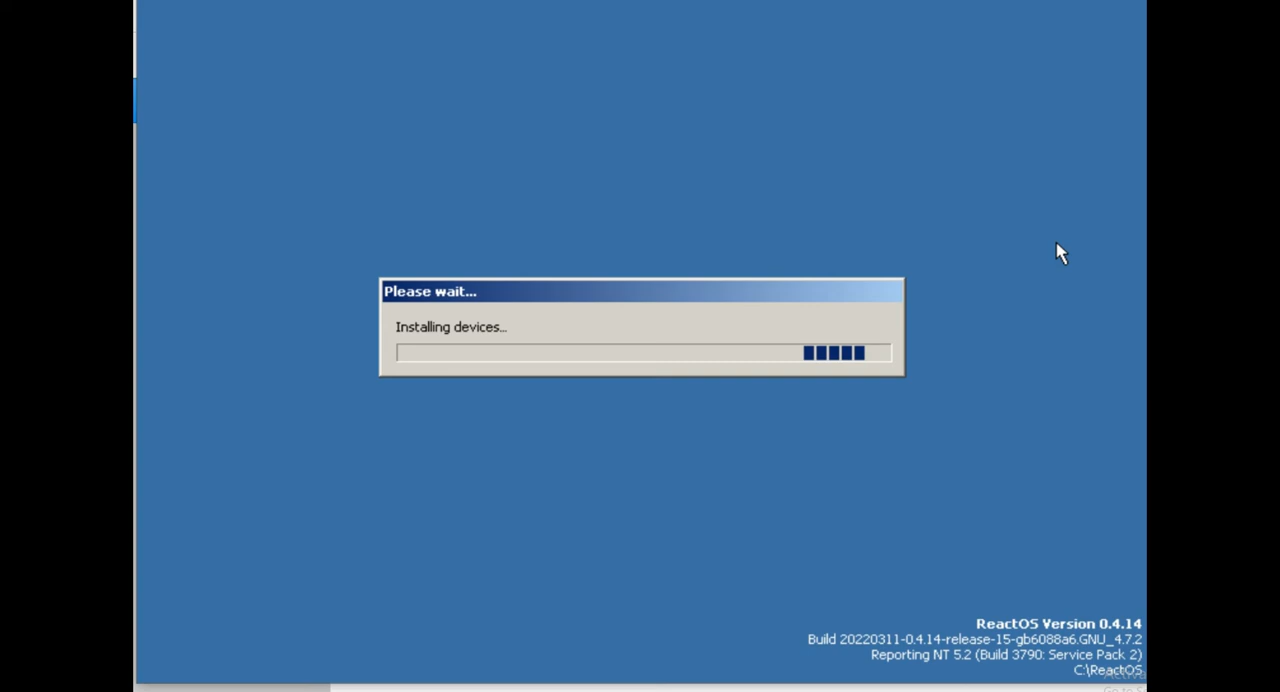 Please wait...
Installing devices...
ReactOS Version 0.4.14
Build 20220311-0.4.14-release-15-gb6088a6.GNU_4.7.2
Reporting NT 5.2 (Build 3790: Service Pack 2)
C:\ReactOS